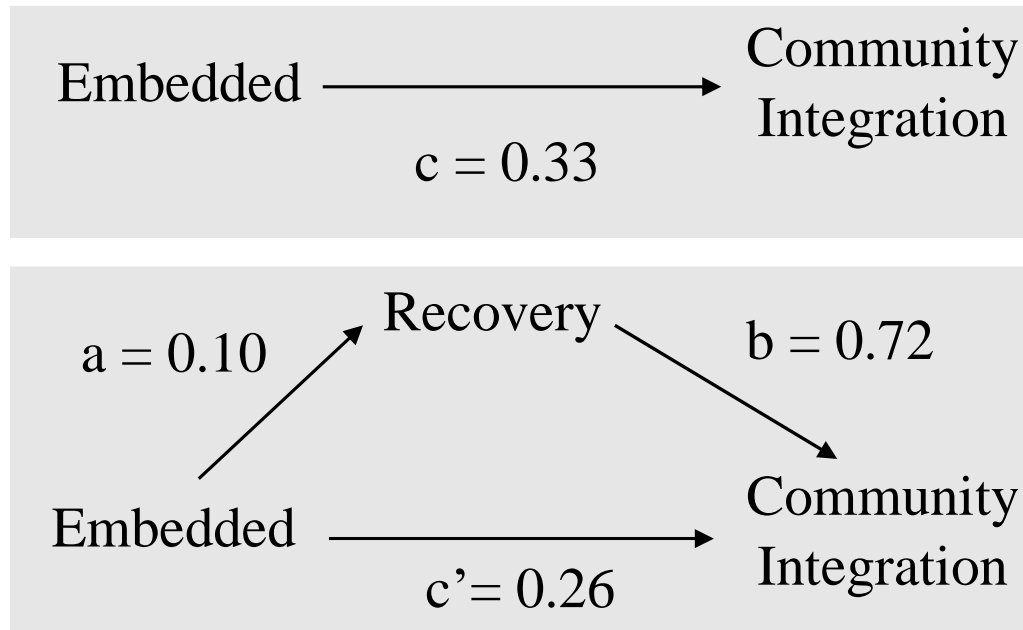 Embedded
Community
Integration
c = 0.33
Recovery
a = 0.10
b = 0.72
Embedded
Community
Integration
c’= 0.26